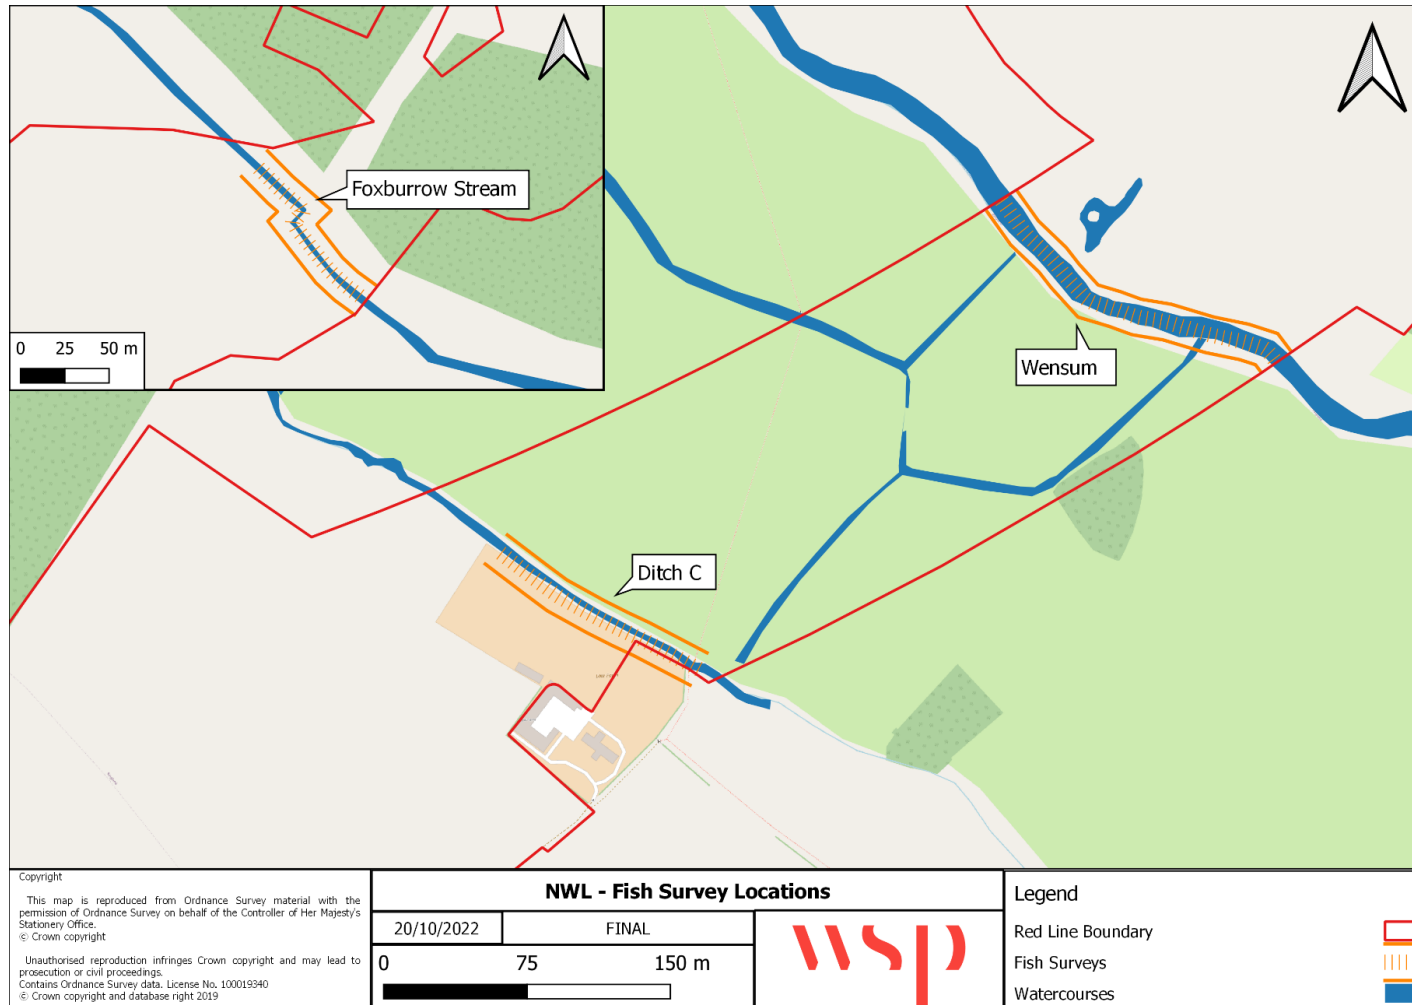 Foxburrow Stream
0 25 50 m
Wensum
Ditch C
Copyright
This map is reproduced from Ordnance Survey material with the
permission of Ordnance Survey on behalf of the Controller of Her Majesty's
Stationery Office.
© Crown copyright
Unauthorised reproduction infringes Crown copyright and may lead to
prosecution or civil proceedings.
Contains Ordnance Survey data. License No. 100019340
© Crown copyright and database right 2019
NWL - Fish Survey Locations
20/10/2022 FINAL
0 75 150 m
wsp
Legend
Red Line Boundary
Fish Surveys
Watercourses